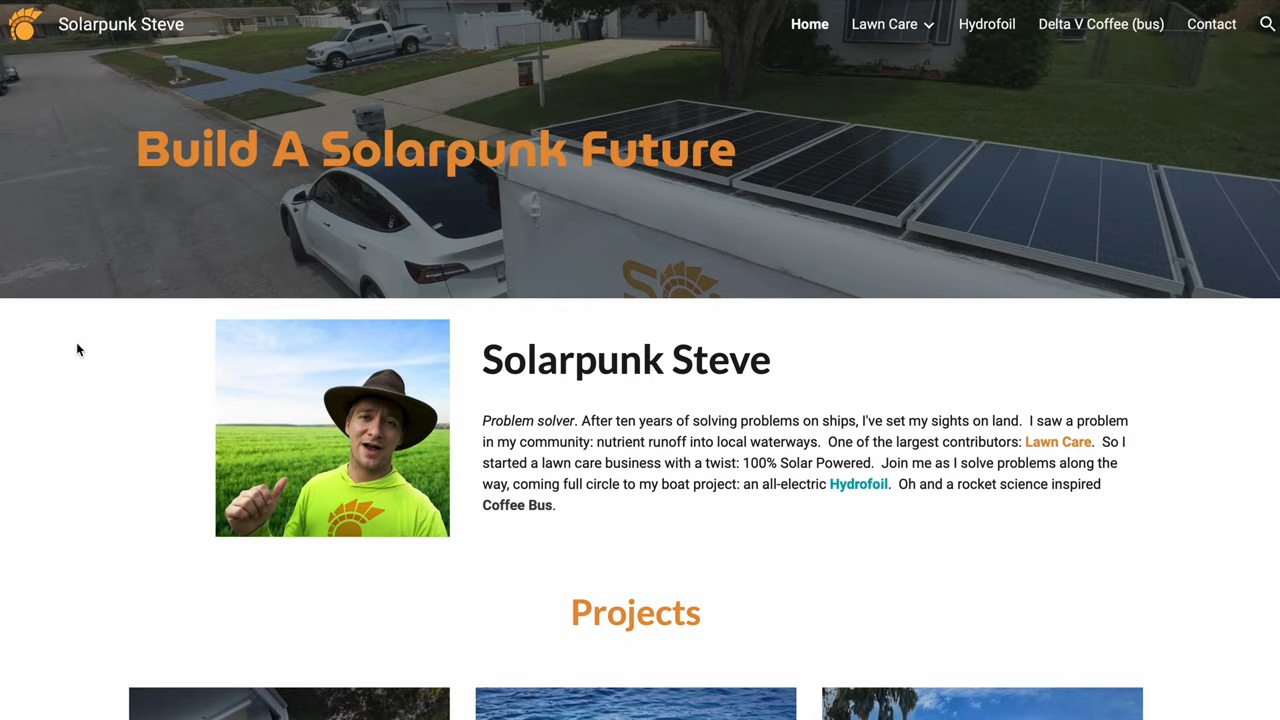 Solarpunk Steve
Home
Lawn Care
Hydrofoil
Delta V Coffee (bus)
Contact
Build A Solarpunk Future
Solarpunk Steve
Problem solver. After ten years of solving problems on ships, I've set my sights on land. I saw a problem
in my community: nutrient runoff into local waterways. One of the largest contributors: Lawn Care. So I
started a lawn care business with a twist: 100% Solar Powered. Join me as I solve problems along the
way, coming full circle to my boat project: an all-electric Hydrofoil. Oh and a rocket science inspired
Coffee Bus.
Projects